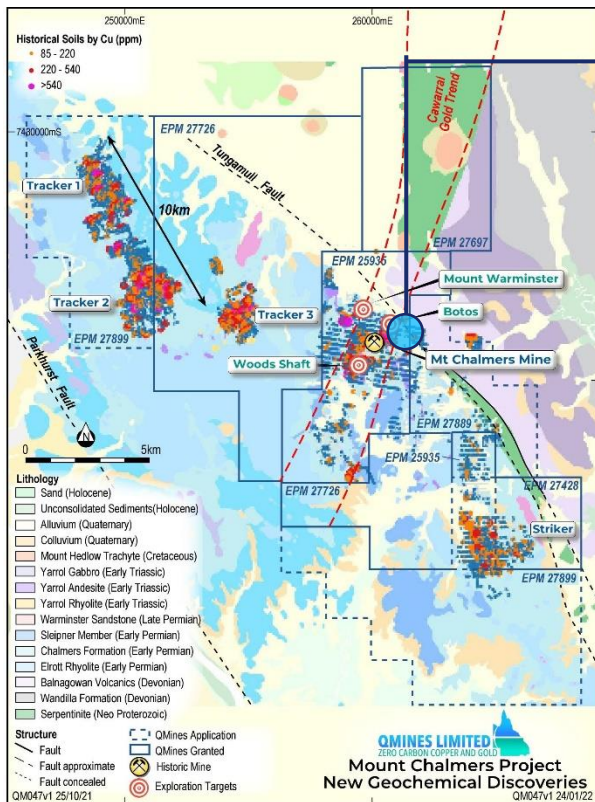 250000mE
260000mE
Historical Soils by Cu (ppm)
85 - 220
220 - 540
>540
7430000mS
EPM 27726
Cawarral
Gold Trend
Tungamull Fault
Tracker 1
10km
EPM 25935
EPM 27697
Mount Warminster
Tracker 2
Tracker 3
Botos
EPM 27899
Woods Shaft
Mt Chalmers Mine
Parkhurst Fault
N
0
5km
EPM 27889
EPM 25935
EPM 27428
EPM 27726
Striker
EPM 27899
Lithology
Sand (Holocene)
Unconsolidated Sediments(Holocene)
Alluvium (Quaternary)
Colluvium (Quaternary)
Mount Hedlow Trachyte (Cretaceous)
Yarrol Gabbro (Early Triassic)
Yarrol Andesite (Early Triassic)
Yarrol Rhyolite (Early Triassic)
Warminster Sandstone (Late Permian)
Sleipner Member (Early Permian)
Chalmers Formation (Early Permian)
Elrott Rhyolite (Early Permian)
Balnagowan Volcanics (Devonian)
Wandilla Formation (Devonian)
Serpentinite (Neo Proterozoic)
Structure
Fault
Fault approximate
Fault concealed
QMines Application
QMines Granted
Historic Mine
Exploration Targets
QMINES LIMITED
ZERO CARBON COPPER AND GOLD
Mount Chalmers Project
New Geochemical Discoveries
QM047v1 25/10/21
QM047v1 24/01/22